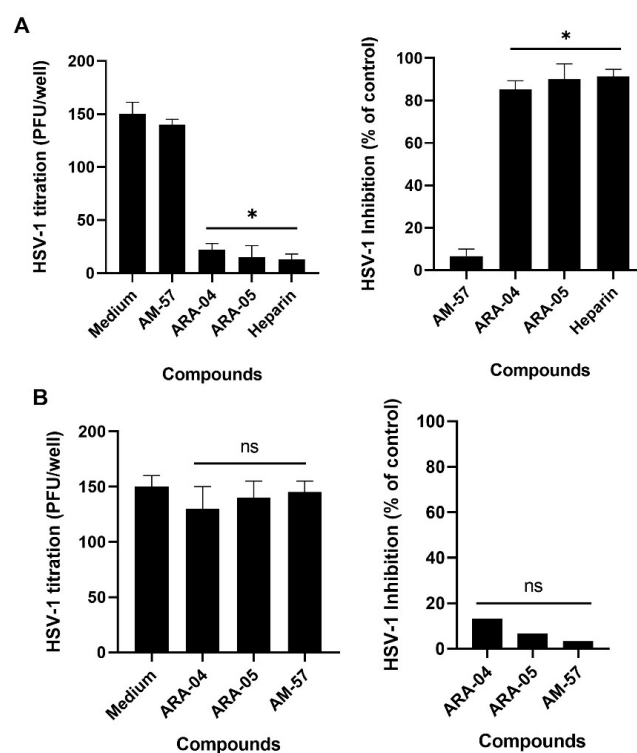 A
HSV-1 titration (PFU/well)
200
150
100
50
0
*
Medium
AM-57
ARA-04
ARA-05
Heparin
Compounds
HSV-1 Inhibition (% of control)
100
80
60
40
20
0
*
AM-57
ARA-04
ARA-05
Heparin
Compounds
B
HSV-1 titration (PFU/well)
200
150
100
50
0
ns
Medium
ARA-04
ARA-05
AM-57
Compounds
HSV-1 Inhibition (% of control)
100
80
60
40
20
0
ns
ARA-04
ARA-05
AM-57
Compounds